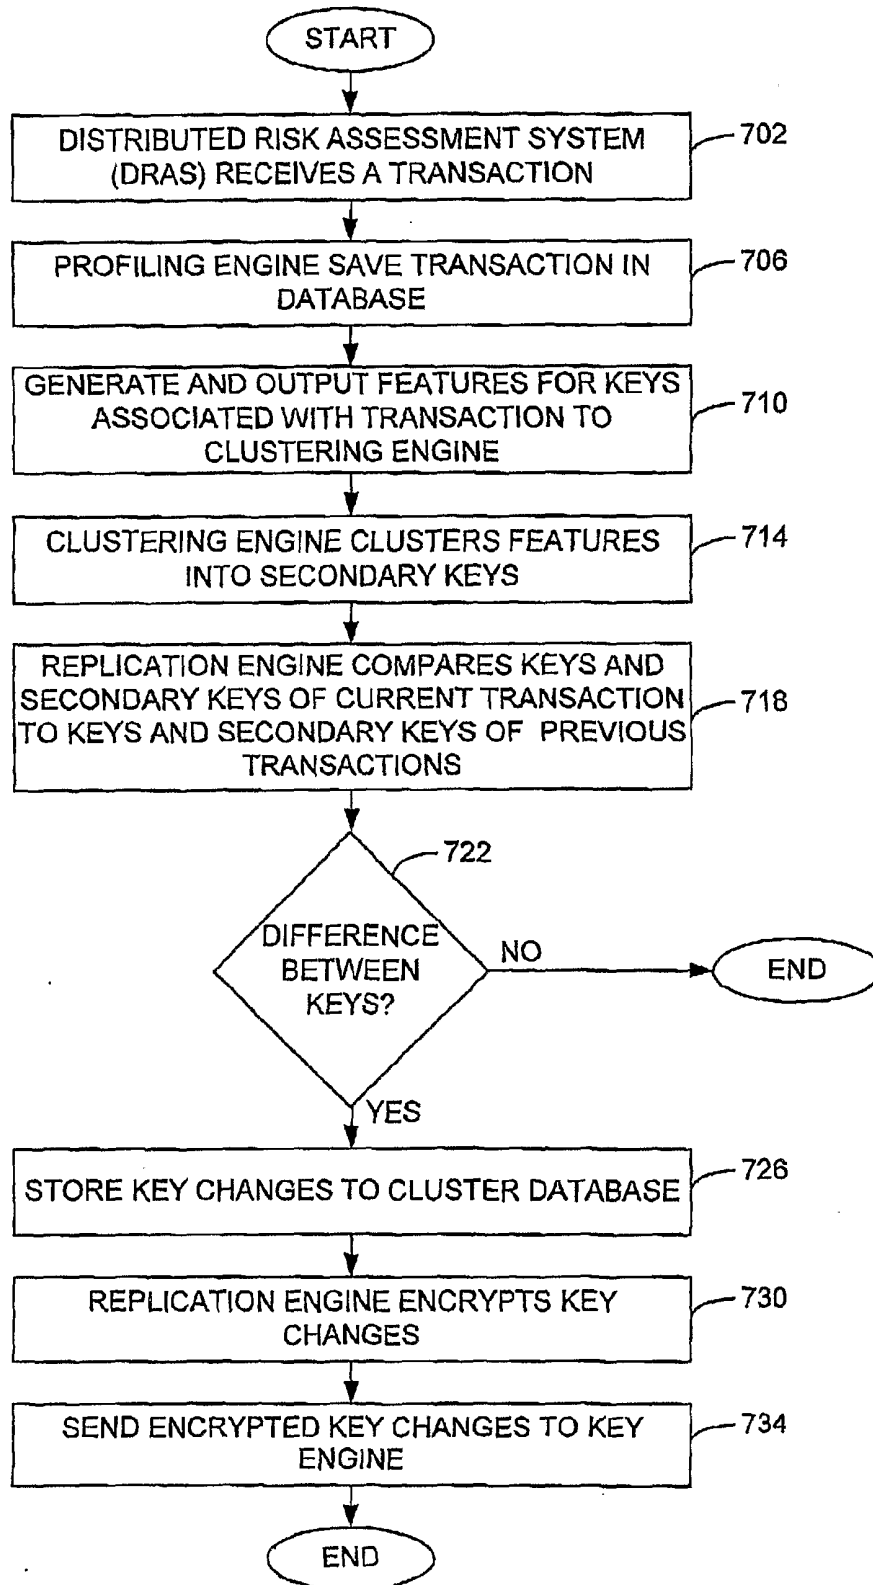 START
DISTRIBUTED RISK ASSESSMENT SYSTEM
(DRAS) RECEIVES A TRANSACTION
702
PROFILING ENGINE SAVE TRANSACTION IN
DATABASE
706
GENERATE AND OUTPUT FEATURES FOR KEYS
ASSOCIATED WITH TRANSACTION TO
CLUSTERING ENGINE
710
CLUSTERING ENGINE CLUSTERS FEATURES
INTO SECONDARY KEYS
714
REPLICATION ENGINE COMPARES KEYS AND
SECONDARY KEYS OF CURRENT TRANSACTION
TO KEYS AND SECONDARY KEYS OF PREVIOUS
TRANSACTIONS
718
722
DIFFERENCE
BETWEEN
KEYS?
NO
END
YES
STORE KEY CHANGES TO CLUSTER DATABASE
726
REPLICATION ENGINE ENCRYPTS KEY
CHANGES
730
SEND ENCRYPTED KEY CHANGES TO KEY
ENGINE
734
END